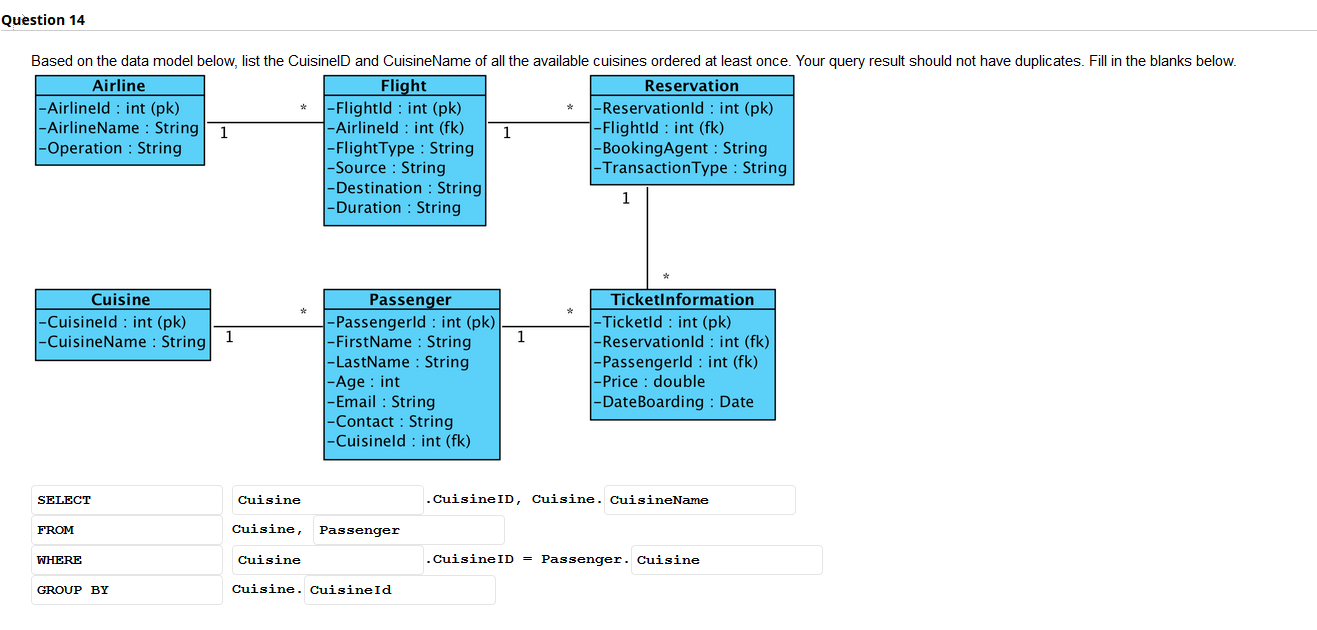 Question 14
Based on the data model below, list the CuisineID and CuisineName of all the available cuisines ordered at least once. Your query result should not have duplicates. Fill in the blanks below.
Airline
-AirlineId : int (pk)
-AirlineName : String
-Operation : String
1
*
Flight
-FlightId : int (pk)
-AirlineId : int (fk)
-FlightType : String
-Source : String
-Destination : String
-Duration : String
1
*
Reservation
-ReservationId : int (pk)
-FlightId : int (fk)
-BookingAgent : String
-TransactionType : String
1
*
Cuisine
-CuisineId : int (pk)
-CuisineName : String
1
*
Passenger
-PassengerId : int (pk)
-FirstName : String
-LastName : String
-Age : int
-Email : String
-Contact : String
-CuisineId : int (fk)
1
*
TicketInformation
-TicketId : int (pk)
-ReservationId : int (fk)
-PassengerId : int (fk)
-Price : double
-DateBoarding : Date
SELECT Cuisine .CuisineID, Cuisine. CuisineName
FROM Cuisine, Passenger
WHERE Cuisine .CuisineID = Passenger. Cuisine
GROUP BY Cuisine. CuisineId